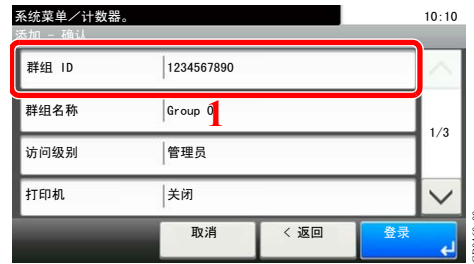 系统菜单／计数器。 10:10
添加 - 确认
群组 ID 1234567890
群组名称 Group 0
1
1/3
访问级别 管理员
打印机 关闭
取消 < 返回 登录